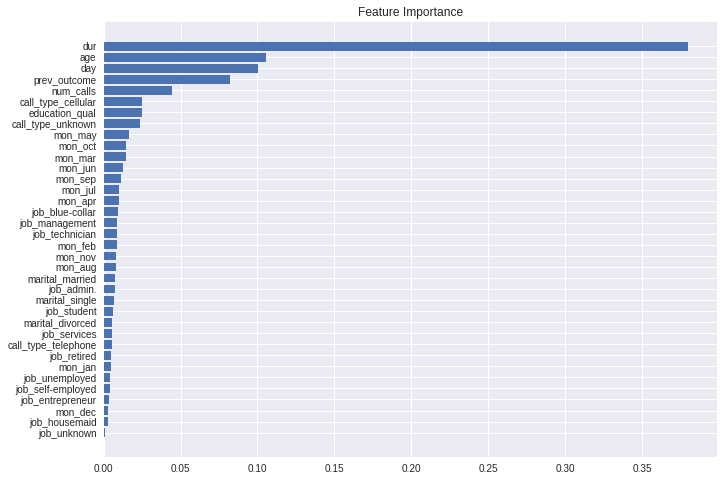 Feature Importance
dur
age
day
prev_outcome
num_calls
call_type_cellular
education_qual
call_type_unknown
mon_may
mon_oct
mon_mar
mon_jun
mon_sep
mon_jul
mon_apr
job_blue-collar
job_management
job_technician
mon_feb
mon_nov
mon_aug
marital_married
job_admin.
marital_single
job_student
marital_divorced
job_services
call_type_telephone
job_retired
mon_jan
job_unemployed
job_self-employed
job_entrepreneur
mon_dec
job_housemaid
job_unknown
0.00 0.05 0.10 0.15 0.20 0.25 0.30 0.35